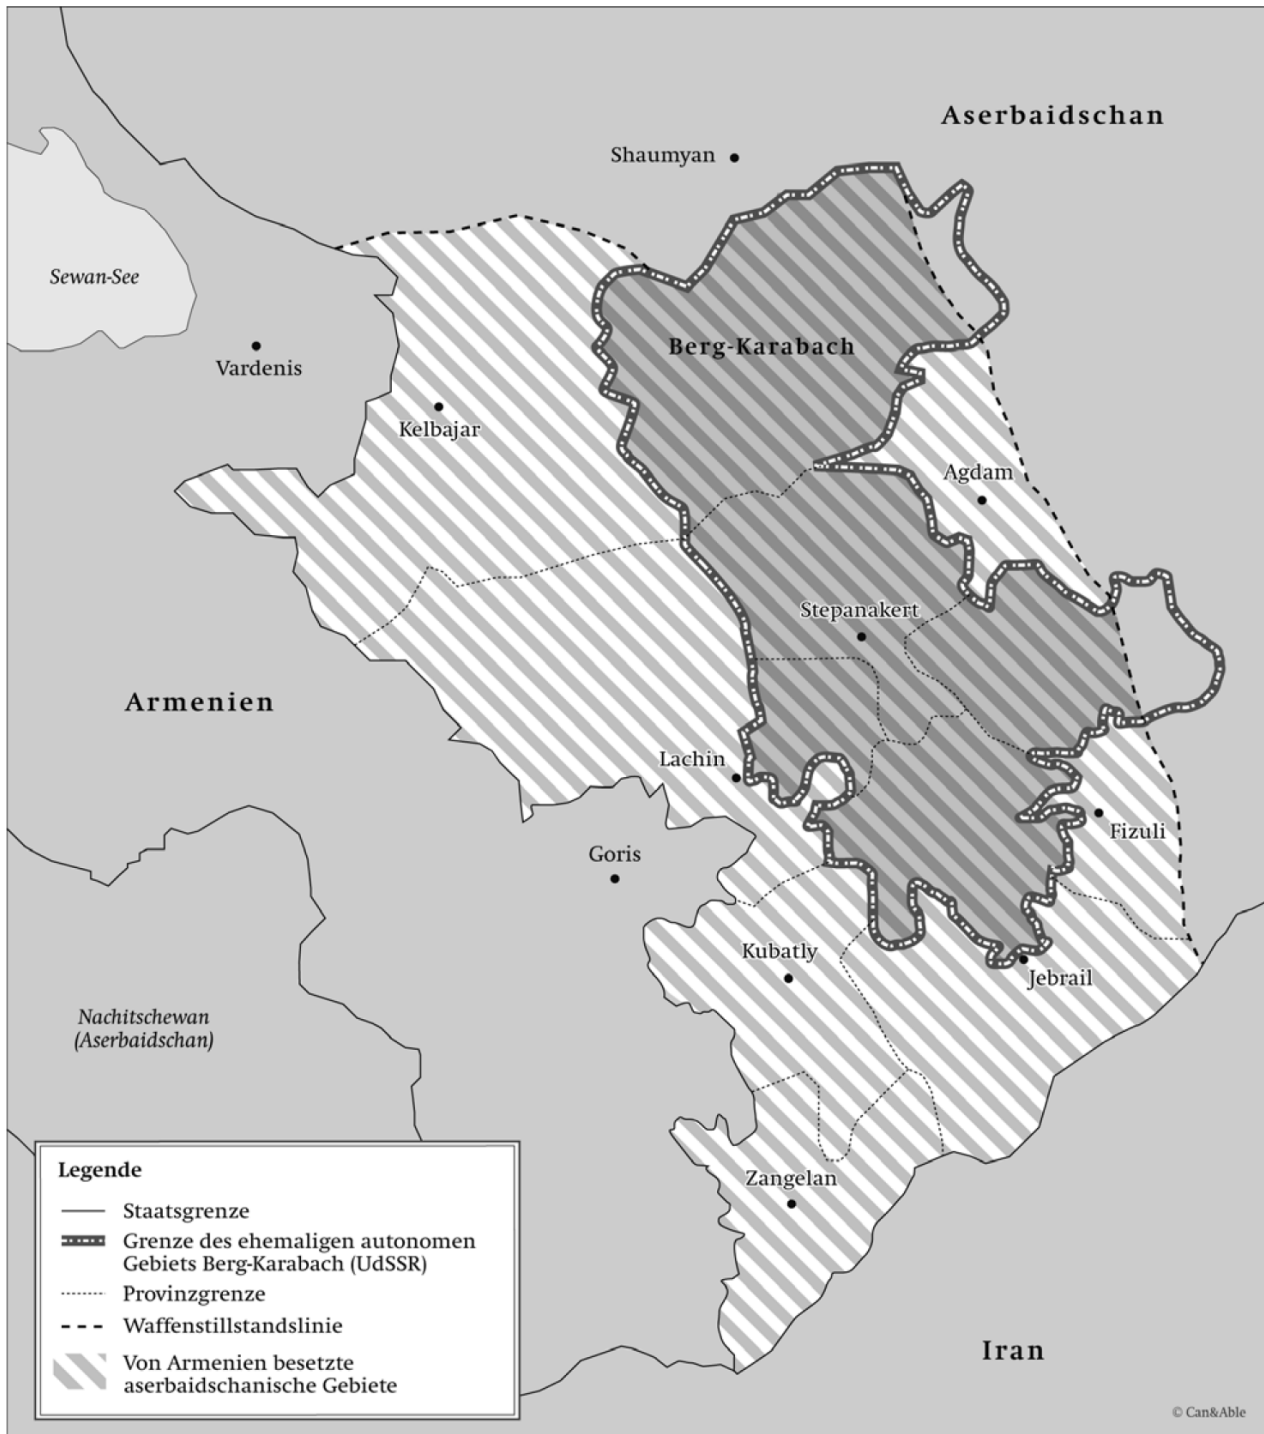 Aserbaidschan
Shaumyan
Sewan-See
Berg-Karabach
Vardenis
Kelbajar
Agdam
Stepanakert
Armenien
Lachin
Fizuli
Goris
Kubatly
Jebrail
Nachitschewan
(Aserbaidschan)
Zangelan
Iran
Legende
Staatsgrenze
Grenze des ehemaligen autonomen
Gebiets Berg-Karabach (UdSSR)
Provinzgrenze
Waffenstillstandslinie
Von Armenien besetzte
aserbaidschanische Gebiete
© Can&Able